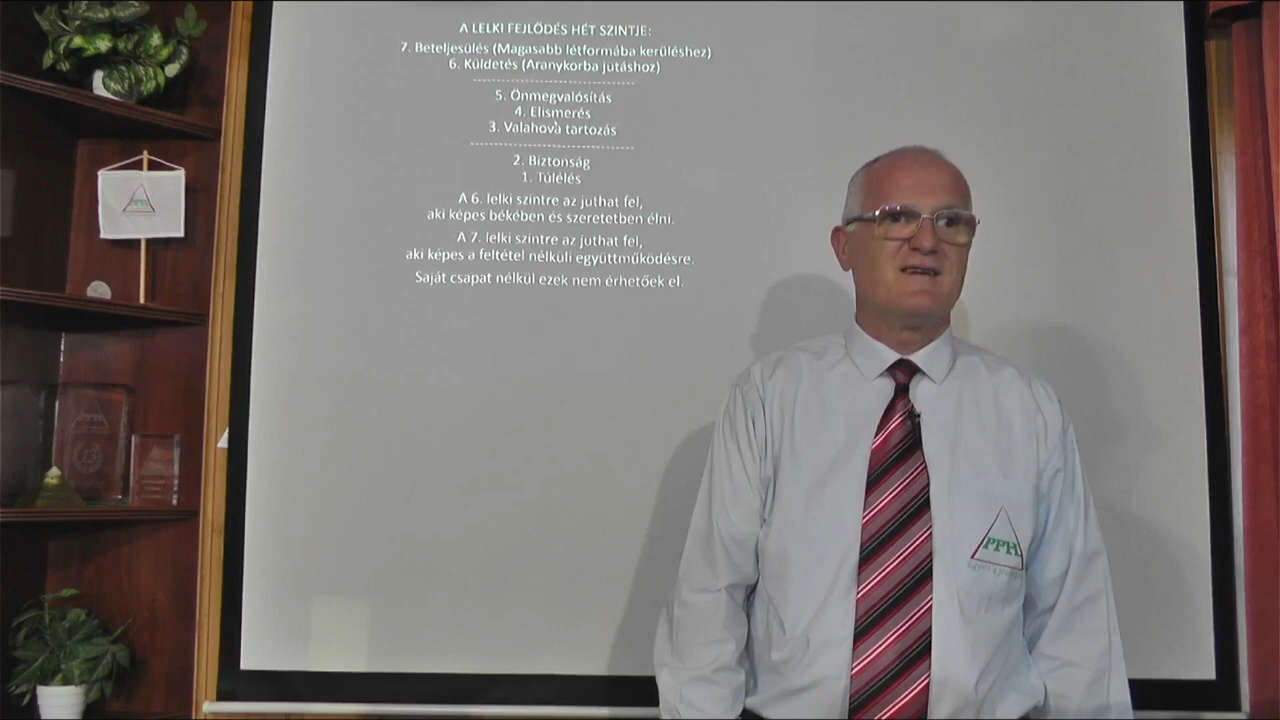 A LELKI FEJLŐDÉS HÉT SZINTJE:
7. Beteljesülés (Magasabb létformába kerüléshez)
6. Küldetés (Aranykorba jutáshoz)
5. Önmegvalósítás
4. Elismerés
3. Valahová tartozás
2. Biztonság
1. Túlélés
A 6. lelki szintre az juthat fel,
aki képes békében és szeretetben élni.
A 7. lelki szintre az juthat fel,
aki képes a feltétel nélküli együttműködésre.
Saját csapat nélkül ezek nem érhetőek el.
PPH
PPH
13